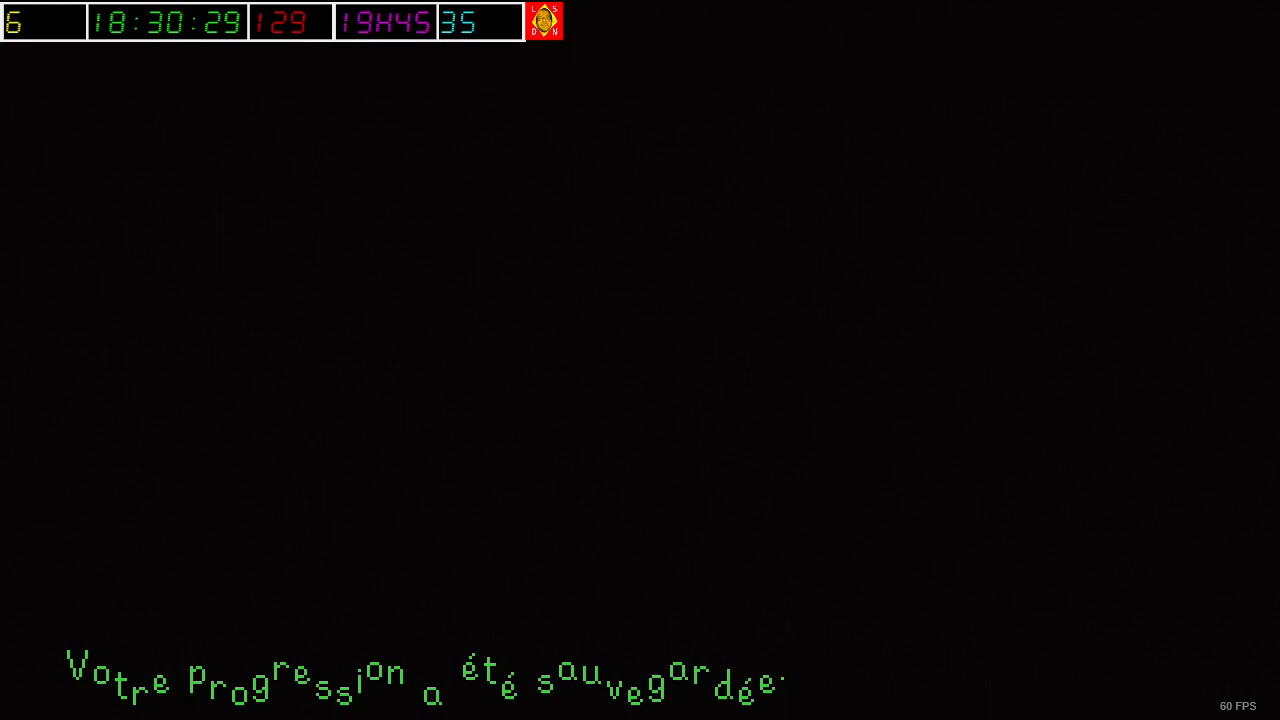 6 18:30:29 129 19H45 35 L S D N
Votre progression a été sauvegardée.
60 FPS